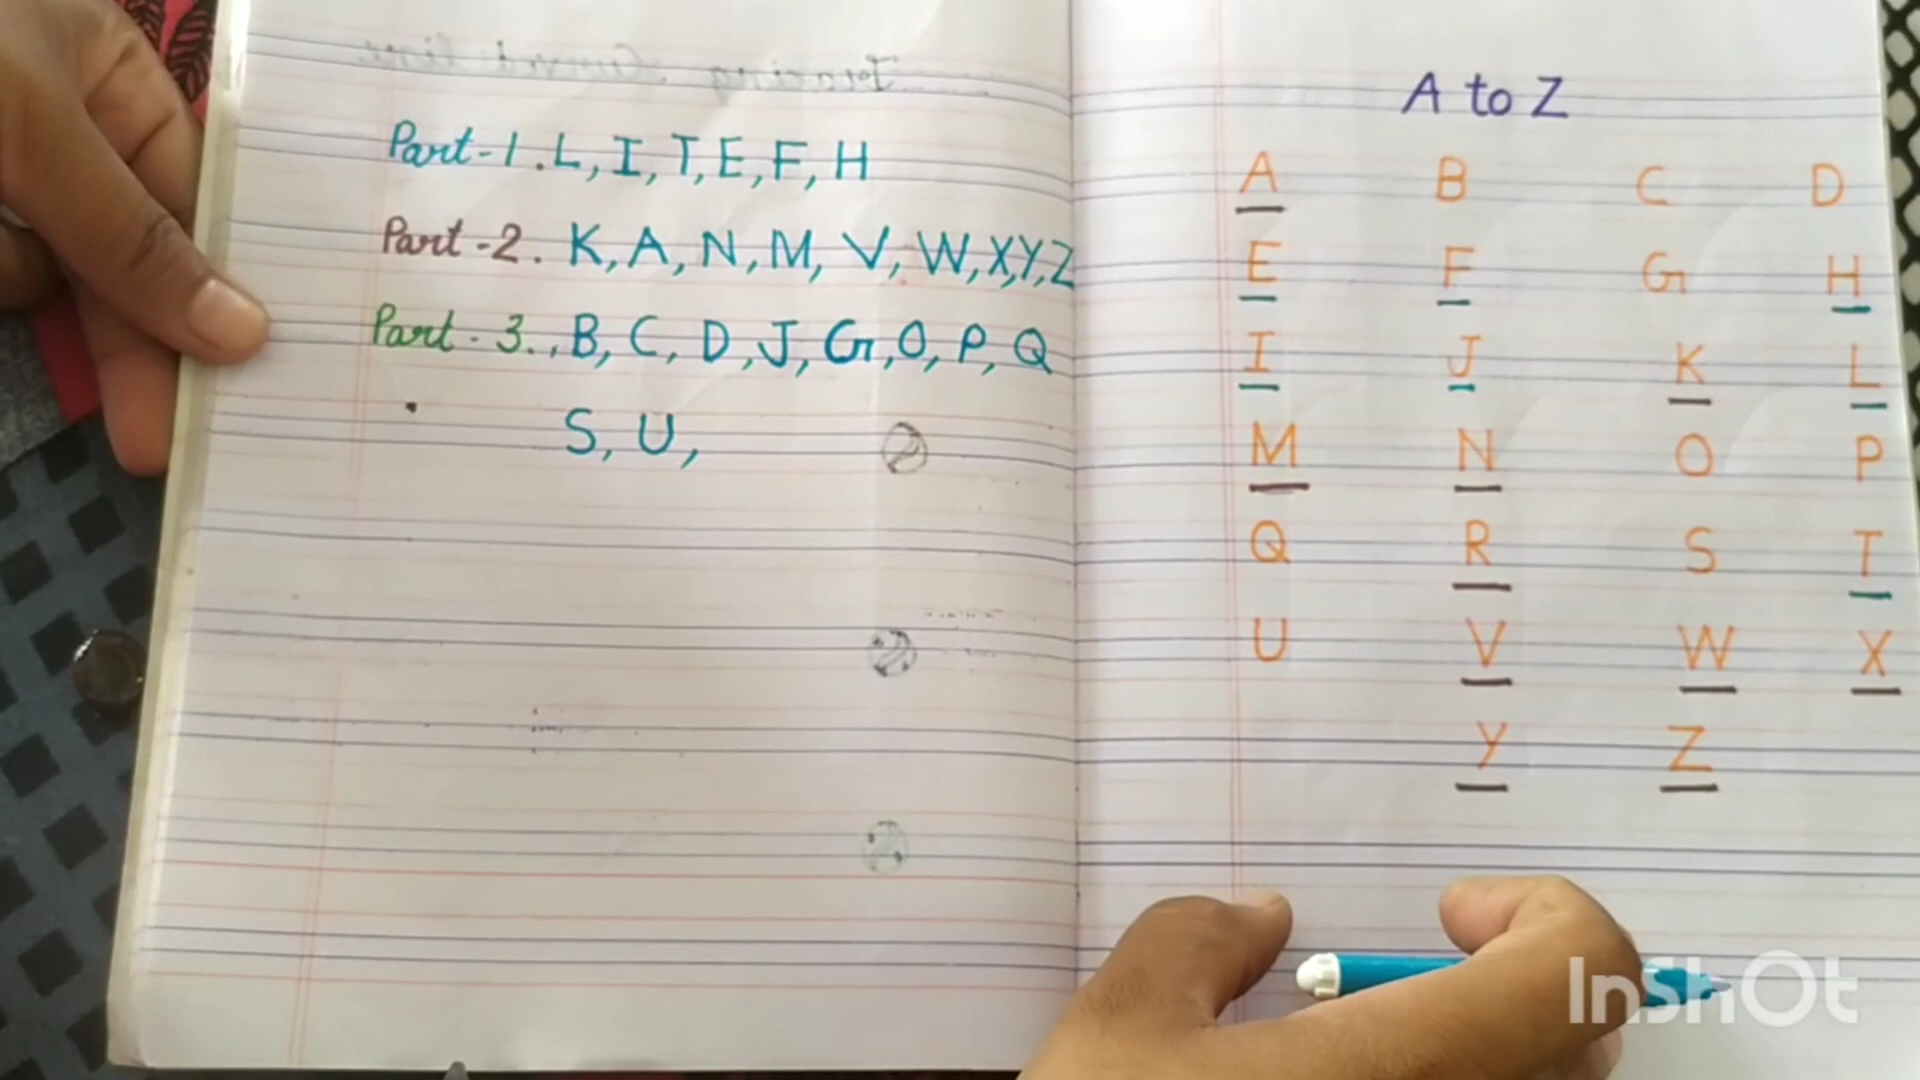 Part-1. L, I, T, E, F, H
Part-2. K, A, N, M, V, W, X, Y, Z
Part-3., B, C, D, J, G, O, P, Q
S, U,
A to Z
A B C D
E F G H
I J K L
M N O P
Q R S T
U V W X
Y Z
InShOt